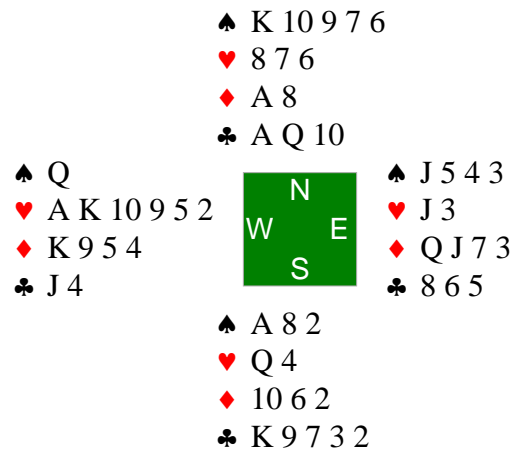 ♠ K 10 9 7 6
♥ 8 7 6
♦ A 8
♣ A Q 10
♠ Q
♥ A K 10 9 5 2
♦ K 9 5 4
♣ J 4
N
W E
S
♠ J 5 4 3
♥ J 3
♦ Q J 7 3
♣ 8 6 5
♠ A 8 2
♥ Q 4
♦ 10 6 2
♣ K 9 7 3 2